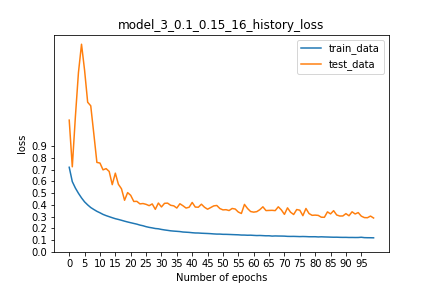 model_3_0.1_0.15_16_history_loss
train_data
test_data
loss
0.9
0.8
0.7
0.6
0.5
0.4
0.3
0.2
0.1
0.0
0 5 10 15 20 25 30 35 40 45 50 55 60 65 70 75 80 85 90 95
Number of epochs